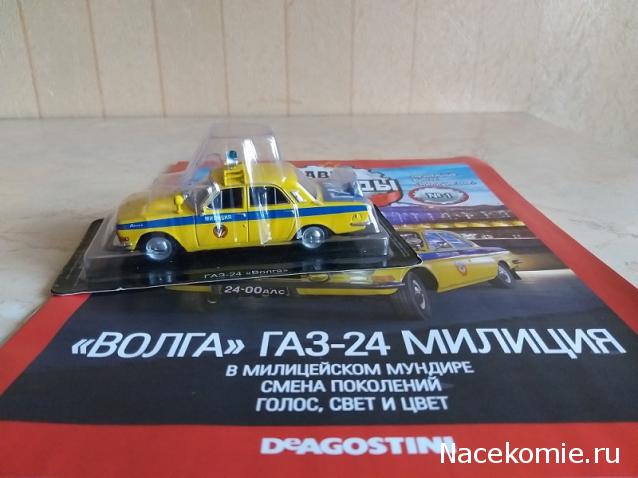 МИЛИЦИЯ
ГАЗ-24 «Волга»
24-00 ДЛС
«ВОЛГА» ГАЗ-24 МИЛИЦИЯ
В МИЛИЦЕЙСКОМ МУНДИРЕ
СМЕНА ПОКОЛЕНИЙ
ГОЛОС, СВЕТ И ЦВЕТ
DeAGOSTINI
Nacekomie.ru